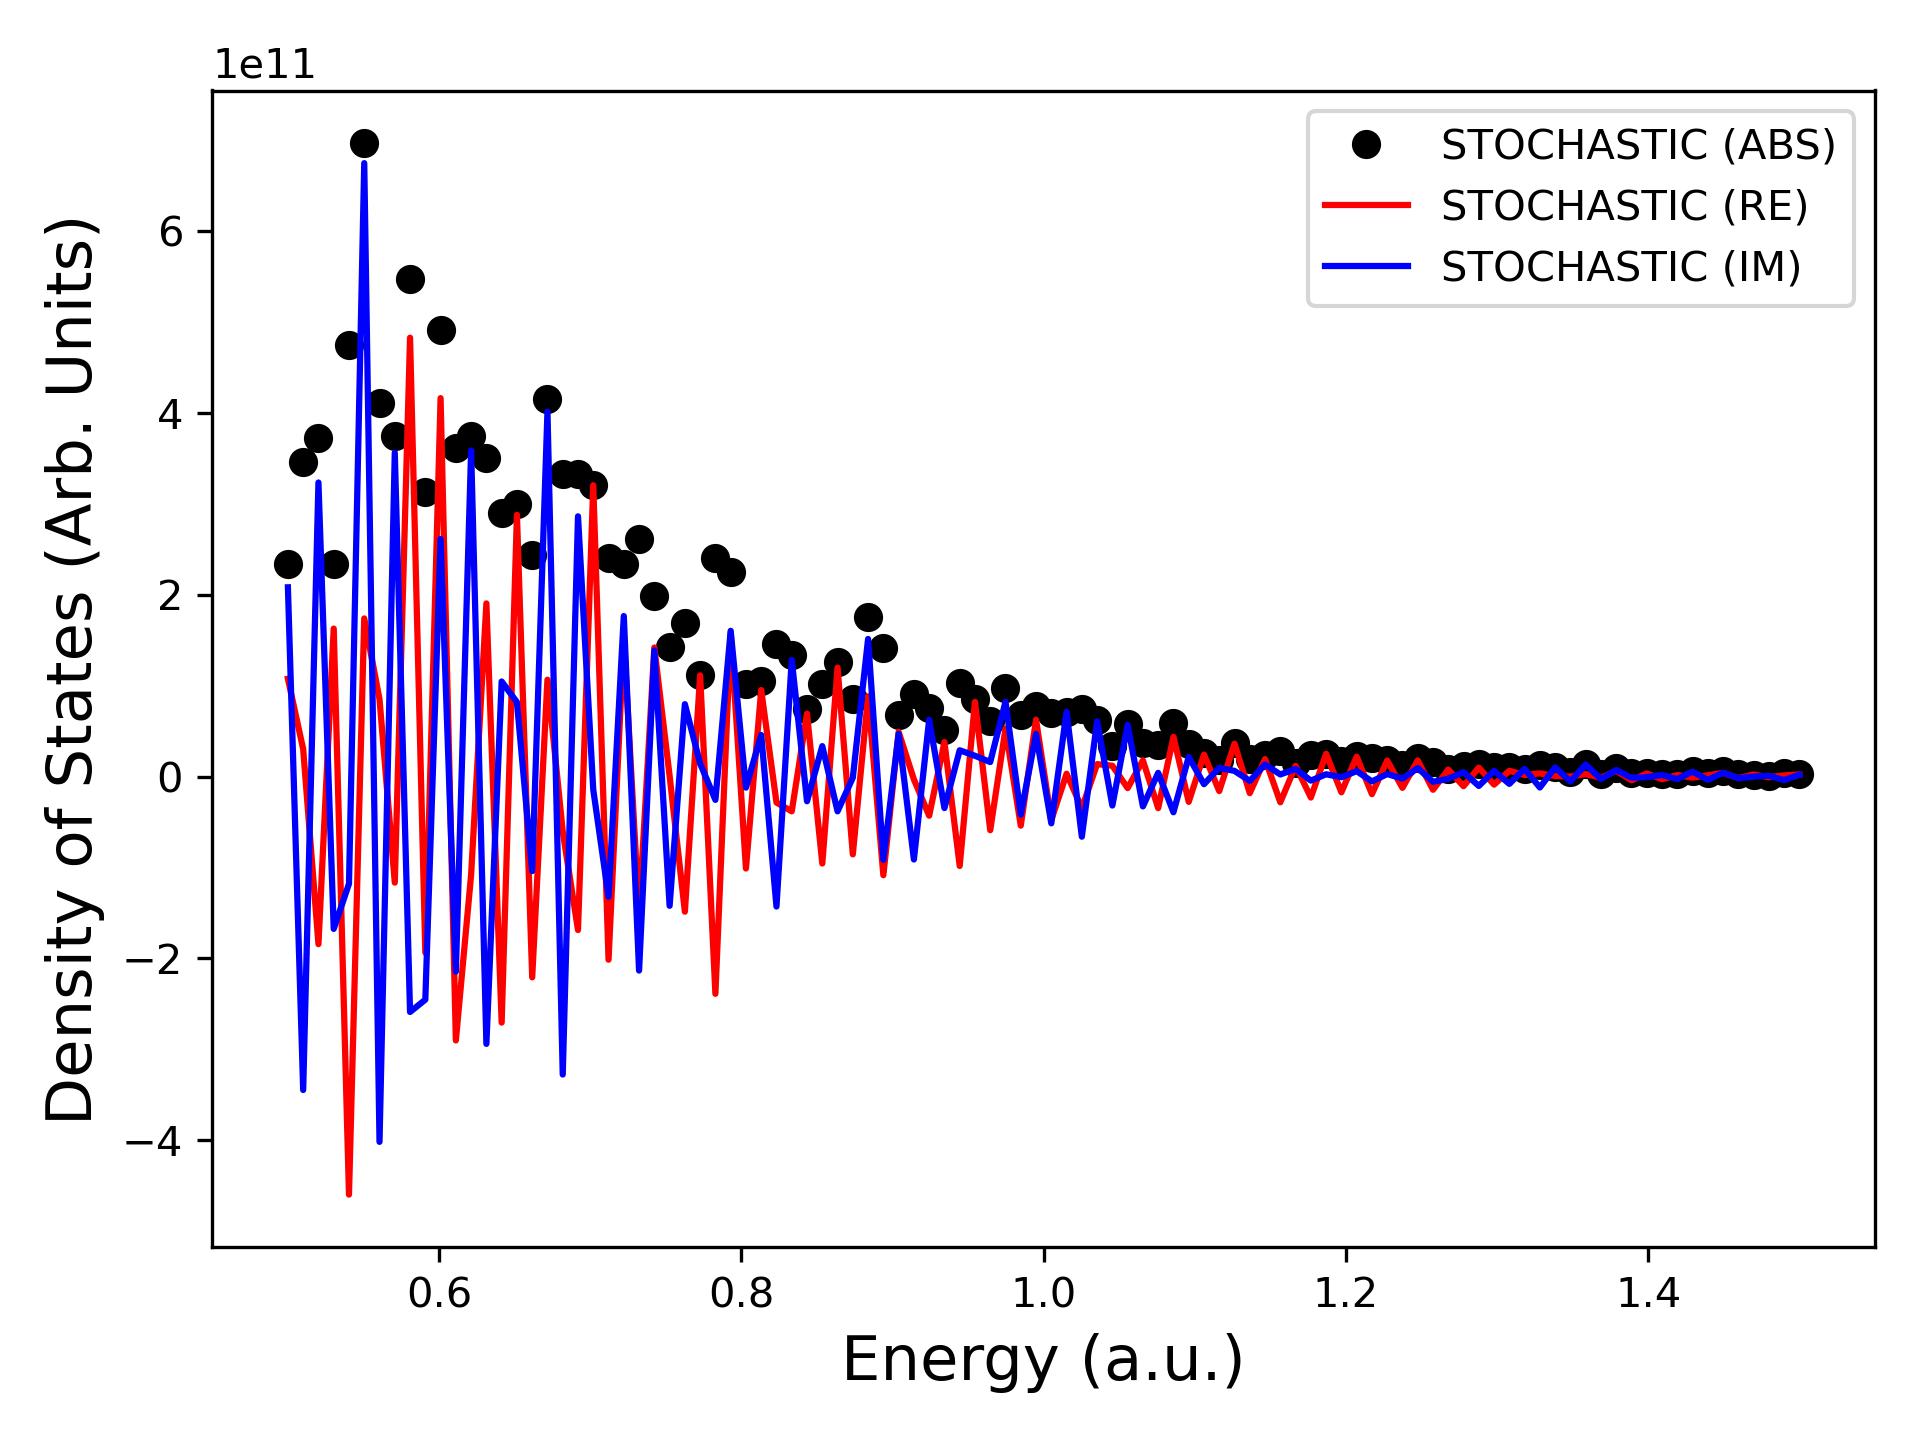 1e11
STOCHASTIC (ABS)
STOCHASTIC (RE)
STOCHASTIC (IM)
Density of States (Arb. Units)
6
4
2
0
−2
−4
0.6 0.8 1.0 1.2 1.4
Energy (a.u.)